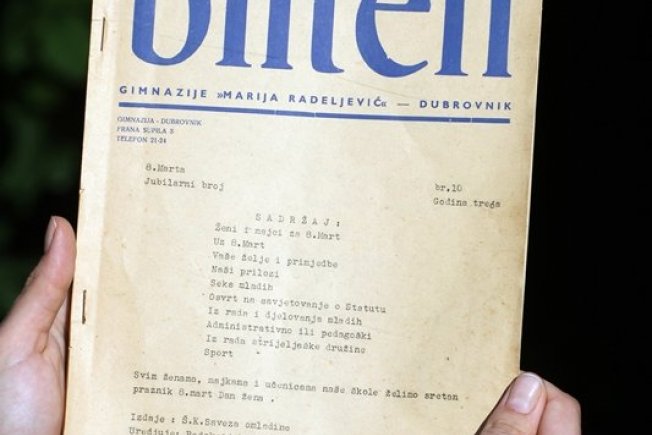 bilten
GIMNAZIJE »MARIJA RADELJEVIĆ« — DUBROVNIK
GIMNAZIJA - DUBROVNIK
FRANA SUPILA 3
TELEFON 21-24
8.Marta
Jubilarni broj
br.10
Godina treća
SADRŽAJ:
Ženi i majci za 8.Mart
Uz 8.Mart
Vaše želje i primjedbe
Naši prilozi
Seks mladih
Osvrt na savjetovanje o Statutu
Iz rada i djelovanja mladih
Administrativno ili pedagoški
Iz rada strijeljačke družine
Sport
Svim ženama, majkama i učenicama naše škole želimo sretan
praznik 8.mart Dan žena.
Izdaje : Š.K.Saveza omladine
Uredjuje: